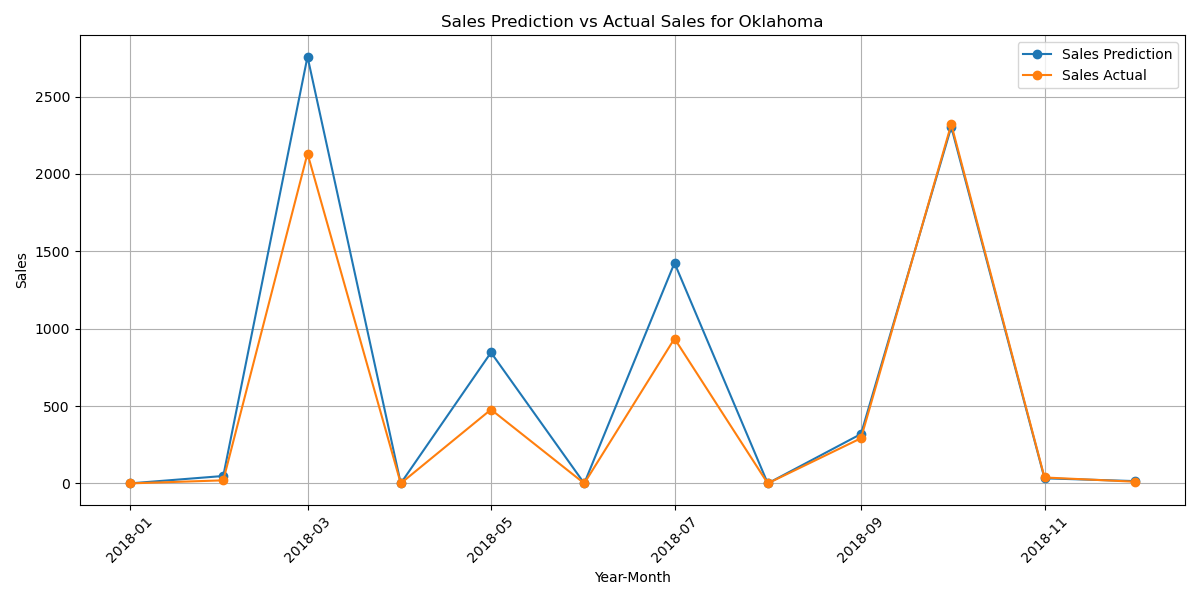 Sales Prediction vs Actual Sales for Oklahoma
Sales Prediction
Sales Actual
Sales
2500
2000
1500
1000
500
0
2018-01
2018-03
2018-05
2018-07
2018-09
2018-11
Year-Month